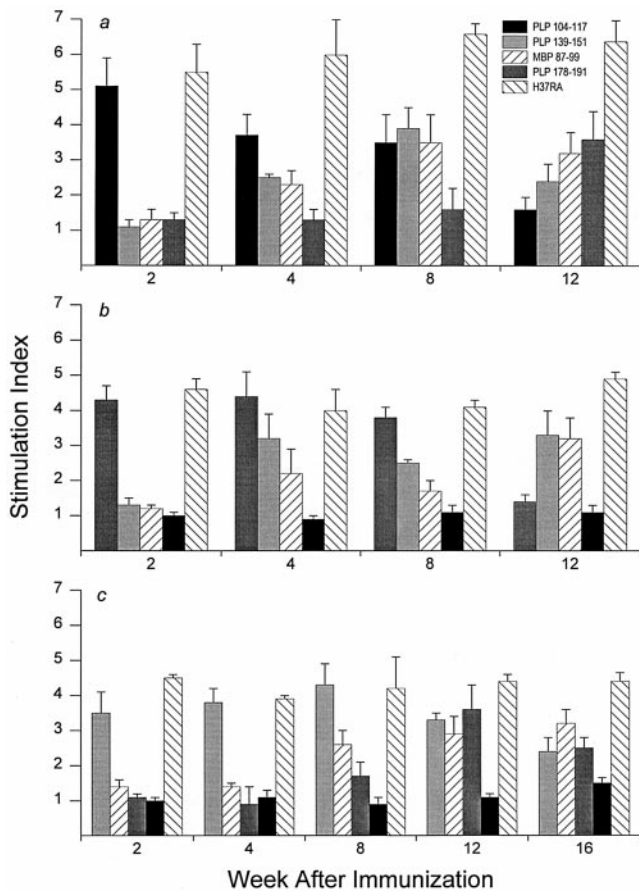 a
7
6
5
4
3
2
1
PLP 104-117
PLP 139-151
MBP 87-99
PLP 178-191
H37RA
2 4 8 12
b
7
6
5
4
3
2
1
2 4 8 12
Stimulation Index
c
7
6
5
4
3
2
1
2 4 8 12 16
Week After Immunization